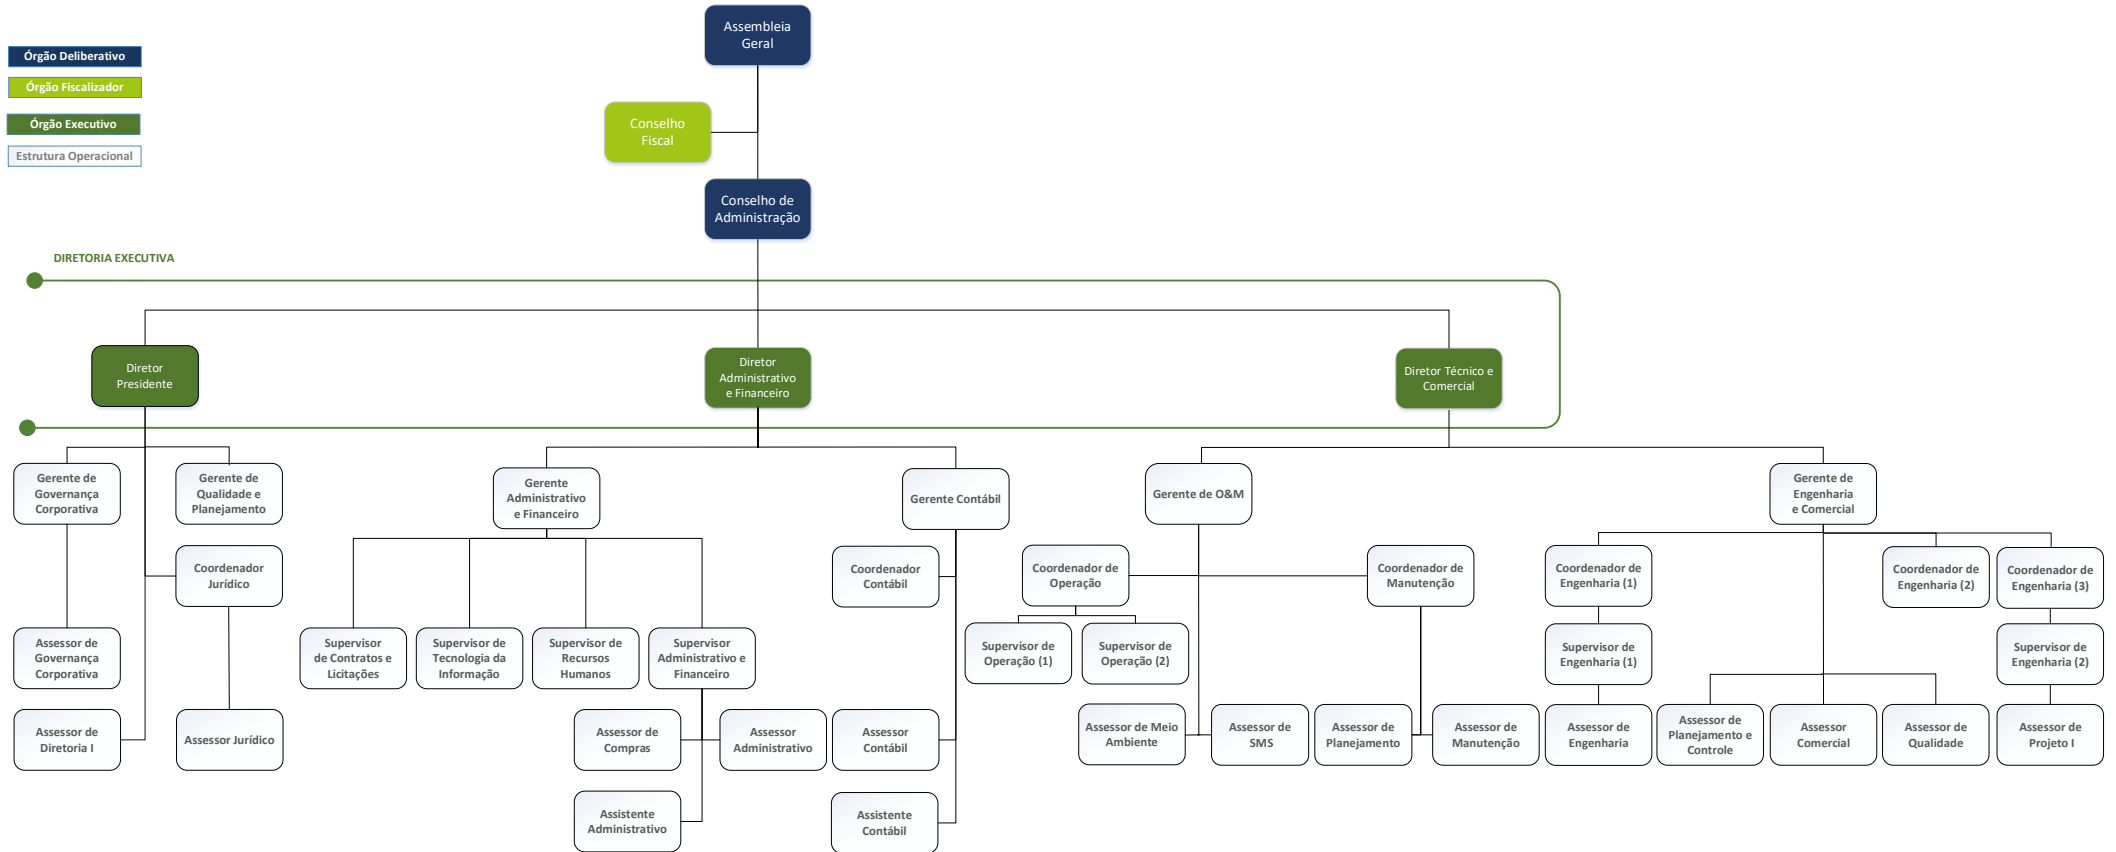 Assembleia
Geral
Órgão Deliberativo
Órgão Fiscalizador
Órgão Executivo
Estrutura Operacional
Conselho
Fiscal
Conselho de
Administração
DIRETORIA EXECUTIVA
Diretor
Presidente
Diretor
Administrativo
e Financeiro
Diretor Técnico e
Comercial
Gerente de
Governança
Corporativa
Gerente de
Qualidade e
Planejamento
Gerente
Administrativo
e Financeiro
Gerente Contábil
Gerente de O&M
Gerente de
Engenharia
e Comercial
Coordenador
Jurídico
Coordenador
Contábil
Coordenador de
Operação
Coordenador de
Manutenção
Coordenador de
Engenharia (1)
Coordenador de
Engenharia (2)
Coordenador de
Engenharia (3)
Assessor de
Governança
Corporativa
Supervisor
de Contratos e
Licitações
Supervisor de
Tecnologia da
Informação
Supervisor de
Recursos
Humanos
Supervisor
Administrativo e
Financeiro
Supervisor de
Operação (1)
Supervisor de
Operação (2)
Supervisor de
Engenharia (1)
Supervisor de
Engenharia (2)
Assessor de
Diretoria I
Assessor Jurídico
Assessor de
Compras
Assessor
Administrativo
Assessor
Contábil
Assessor de Meio
Ambiente
Assessor de
SMS
Assessor de
Planejamento
Assessor de
Manutenção
Assessor de
Engenharia
Assessor de
Planejamento e
Controle
Assessor
Comercial
Assessor de
Qualidade
Assessor de
Projeto I
Assistente
Administrativo
Assistente
Contábil